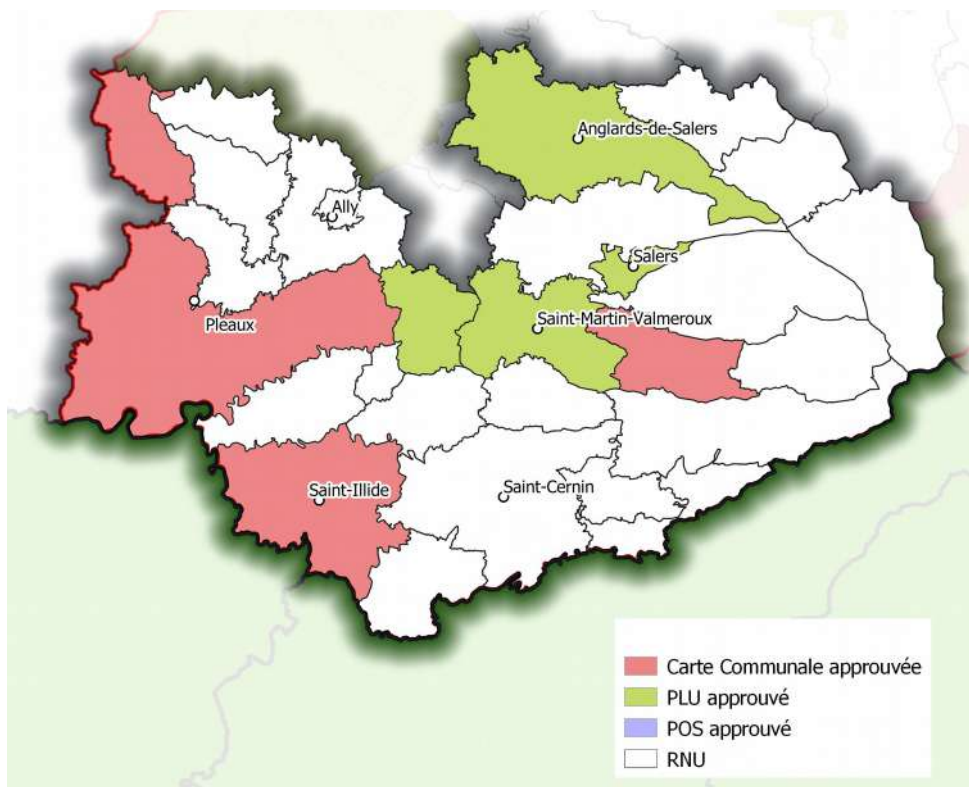 Anglards-de-Salers
Ally
Salers
Pleaux
Saint-Martin-Valmeroux
Saint-Illide
Saint-Cernin
Carte Communale approuvée
PLU approuvé
POS approuvé
RNU